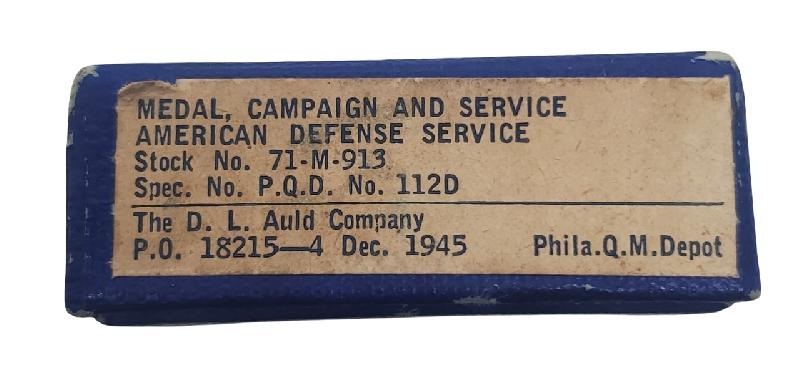 MEDAL, CAMPAIGN AND SERVICE
AMERICAN DEFENSE SERVICE
Stock No. 71-M-913
Spec. No. P.Q.D. No. 112D
The D. L. Auld Company
P.O. 18215—4 Dec. 1945 Phila.Q.M.Depot